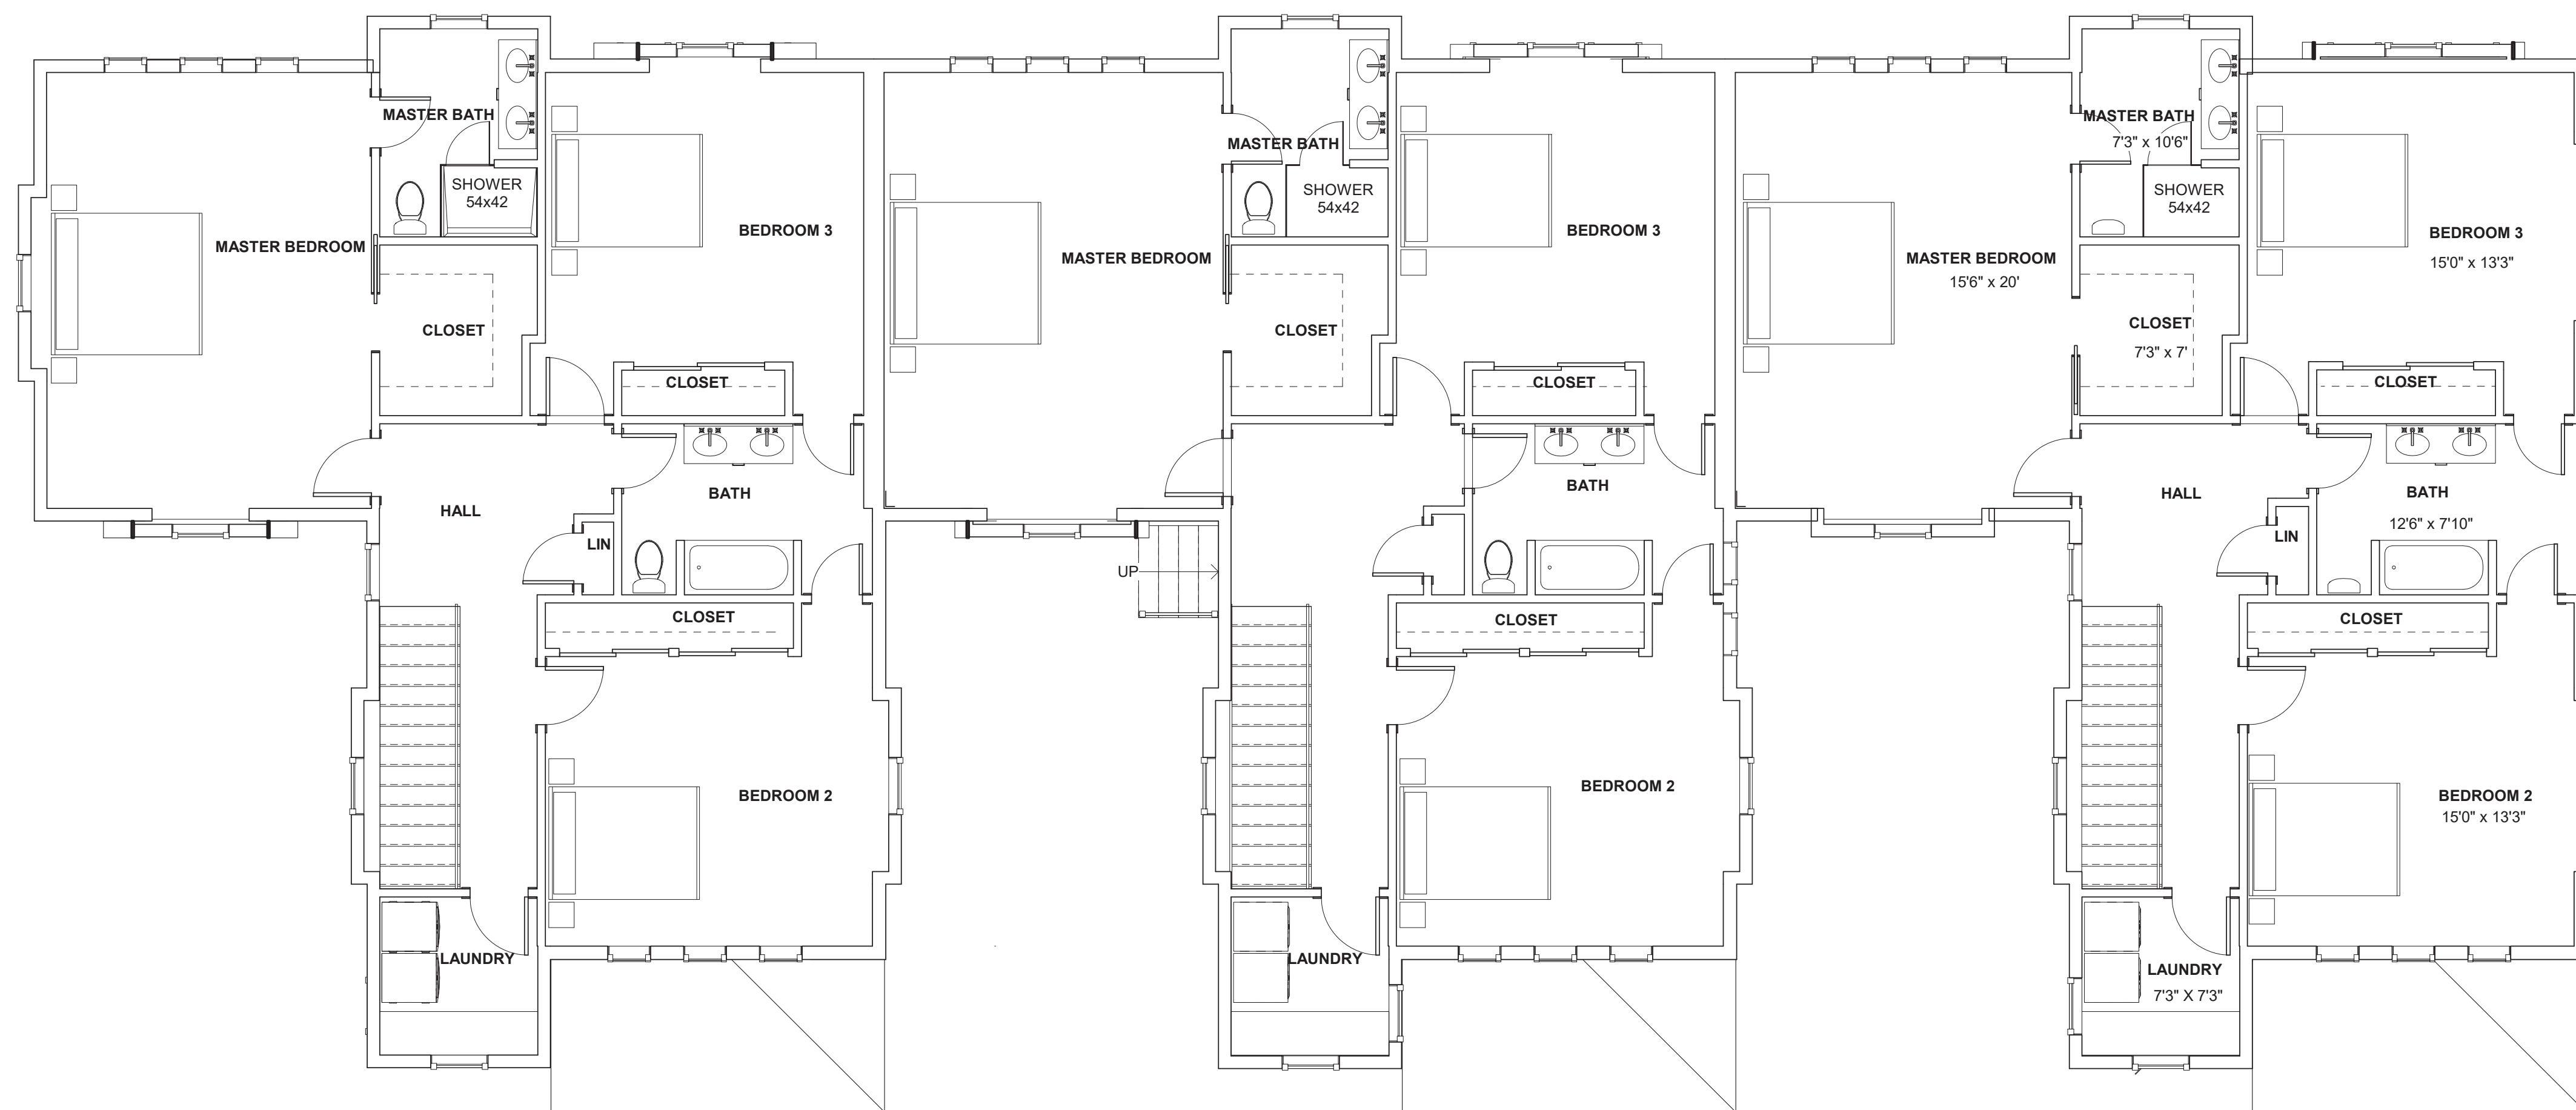 MASTER BATH
SHOWER
54x42
MASTER BEDROOM
BEDROOM 3
CLOSET
CLOSET
BATH
HALL
LIN
CLOSET
BEDROOM 2
LAUNDRY
MASTER BATH
SHOWER
54x42
MASTER BEDROOM
BEDROOM 3
CLOSET
CLOSET
BATH
UP
CLOSET
BEDROOM 2
LAUNDRY
MASTER BATH
7'3" x 10'6"
SHOWER
54x42
MASTER BEDROOM
15'6" x 20'
BEDROOM 3
15'0" x 13'3"
CLOSET
7'3" x 7'
CLOSET
HALL
BATH
12'6" x 7'10"
LIN
CLOSET
BEDROOM 2
15'0" x 13'3"
LAUNDRY
7'3" X 7'3"